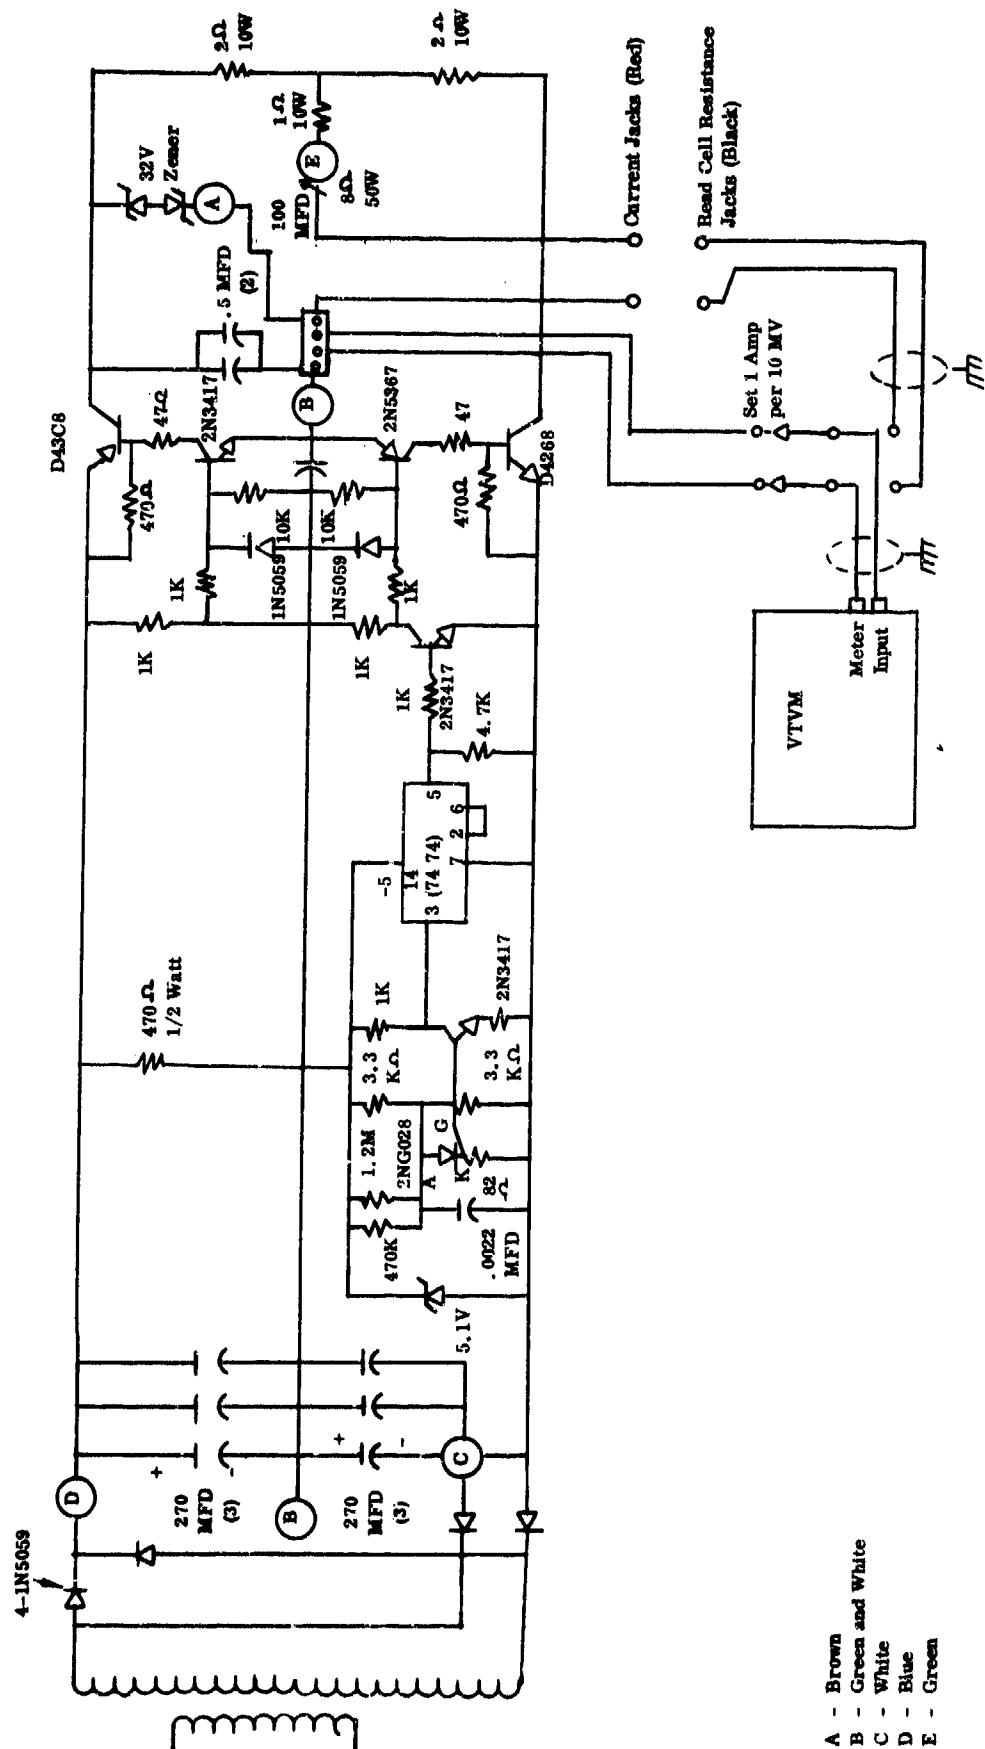 4-1N5059
D
270
MFD
(3)
+
-
B
270
MFD
(3)
+
-
C
5.1V
470K
1.2M
.0022
MFD
2NG028
A
G
K
82
Ω
3.3
KΩ
3.3
KΩ
1K
2N3417
470Ω
1/2 Watt
-5
14
3 (74 74)
5
7
2
6
4.7K
1K
2N3417
1K
1K
1K
1K
1N5059
1N5059
10K
10K
470Ω
470Ω
D43C8
47Ω
2N3417
2N5367
47
D4268
B
.5 MFD
(2)
A
32V
Zener
100
MFD
E
8Ω
50W
1Ω
10W
2Ω
10W
2Ω
10W
Current Jacks (Red)
Read Cell Resistance
Jacks (Black)
Set 1 Amp
per 10 MV
VTVM
Meter
Input
A - Brown
B - Green and White
C - White
D - Blue
E - Green